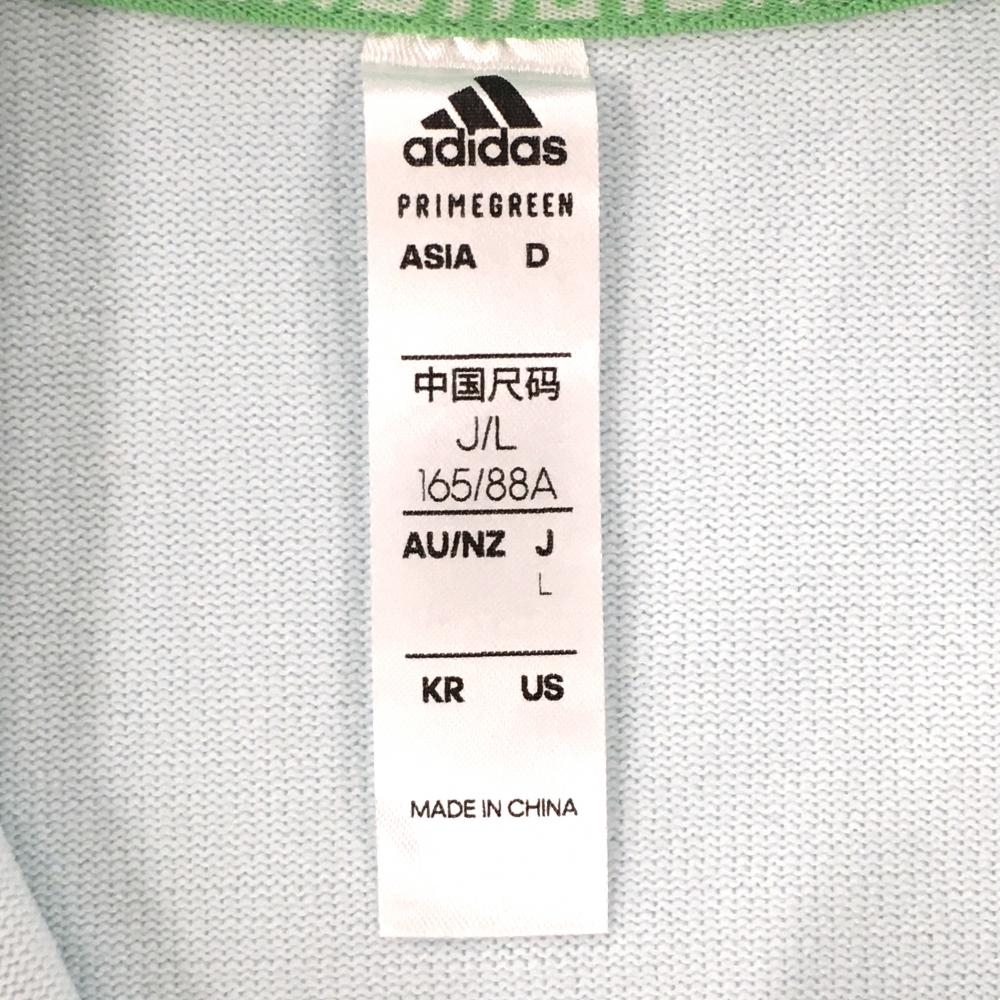 adidas
PRIMEGREEN
ASIA D
中国尺码
J/L
165/88A
AU/NZ J
L
KR US
MADE IN CHINA